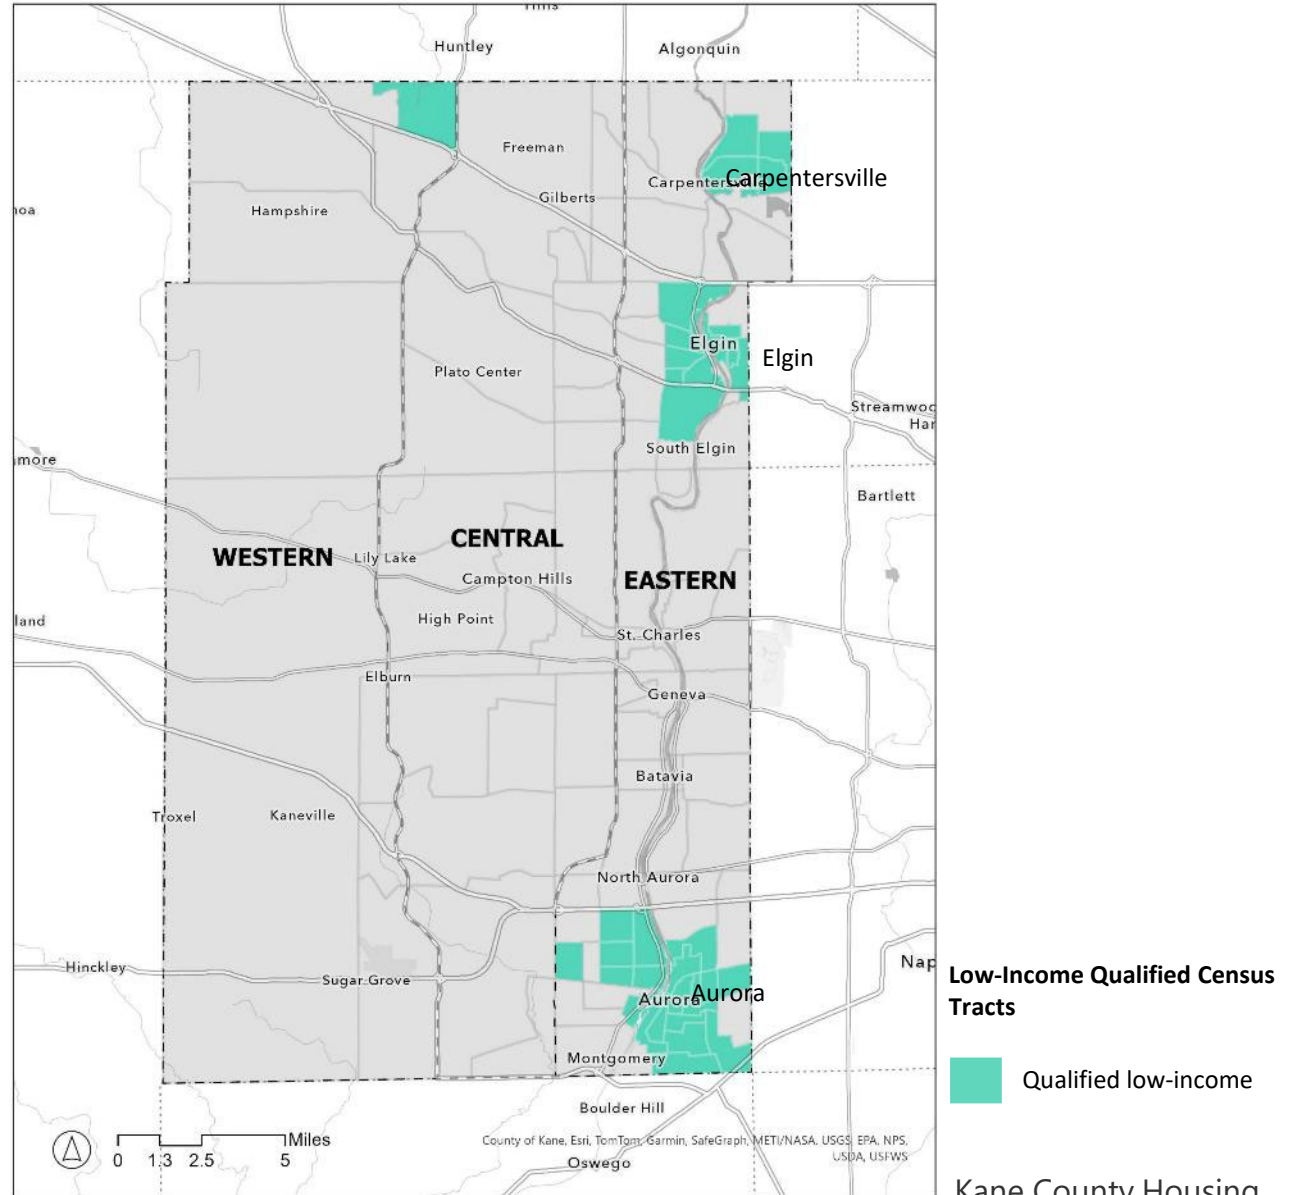 Huntley
Algonquin
Freeman
Carpentersville
Carpentersville
Gilberts
Hampshire
Elgin
Elgin
Plato Center
South Elgin
Bartlett
WESTERN
CENTRAL
EASTERN
Lily Lake
Campton Hills
High Point
St. Charles
Elburn
Geneva
Batavia
Troxel
Kaneville
North Aurora
Hinckley
Sugar Grove
Aurora
Aurora
Montgomery
Boulder Hill
Oswego
Low-Income Qualified Census
Tracts
Qualified low-income
Miles
0 1.3 2.5 5
County of Kane, Esri, TomTom, Garmin, SafeGraph, METI/NASA, USGS, EPA, NPS,
USDA, USFWS
Kane County Housing